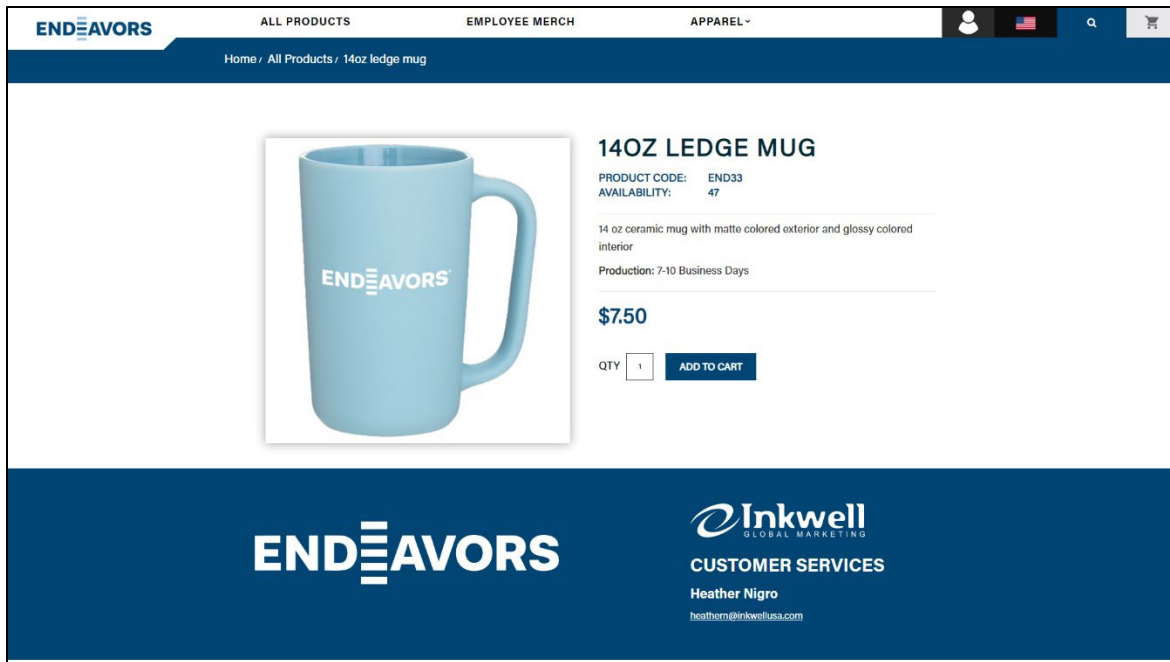 ENDEAVORS
ALL PRODUCTS
EMPLOYEE MERCH
APPAREL
Home / All Products / 14oz ledge mug
14OZ LEDGE MUG
PRODUCT CODE: END33
AVAILABILITY: 47
14 oz ceramic mug with matte colored exterior and glossy colored
interior
Production: 7-10 Business Days
$7.50
QTY 1 ADD TO CART
ENDEAVORS
ENDEAVORS
Inkwell
GLOBAL MARKETING
CUSTOMER SERVICES
Heather Nigro
heathern@inkwellusa.com